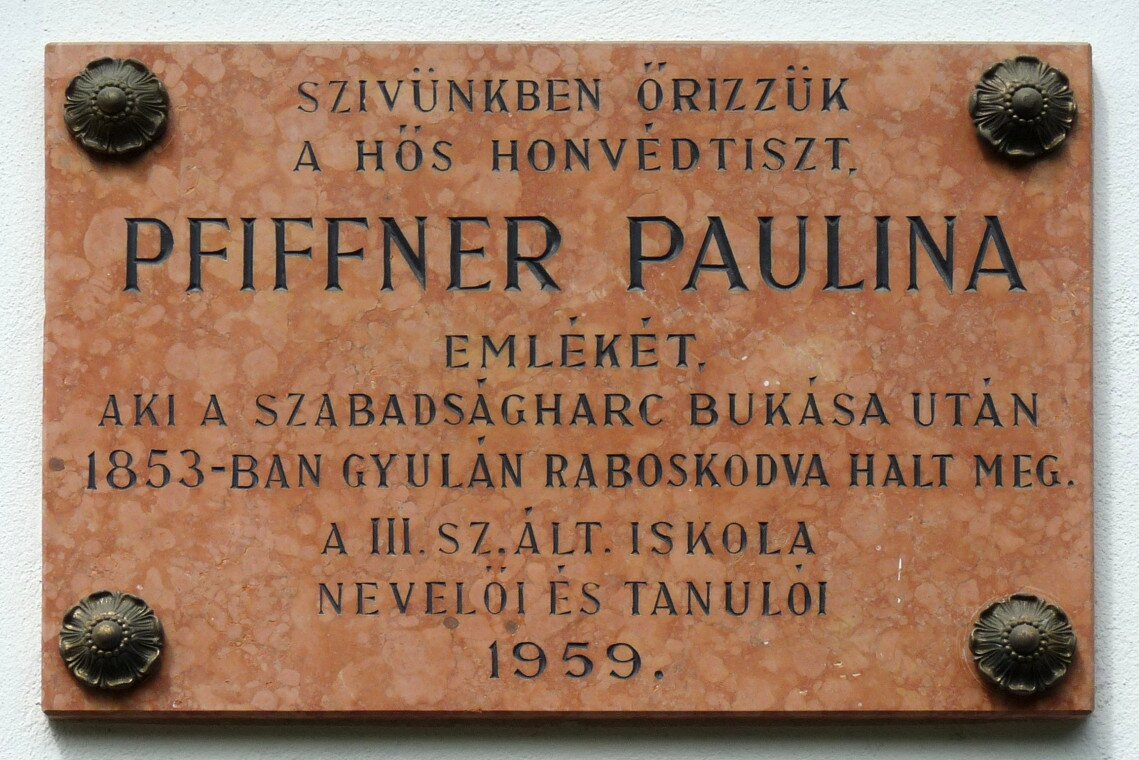 SZIVÜNKBEN ŐRIZZÜK
A HŐS HONVÉDTISZT,
PFIFFNER PAULINA
EMLÉKÉT,
AKI A SZABADSÁGHARC BUKÁSA UTÁN
1853-BAN GYULÁN RABOSKODVA HALT MEG.
A III. SZ. ÁLT. ISKOLA
NEVELŐI ÉS TANULÓI
1959.